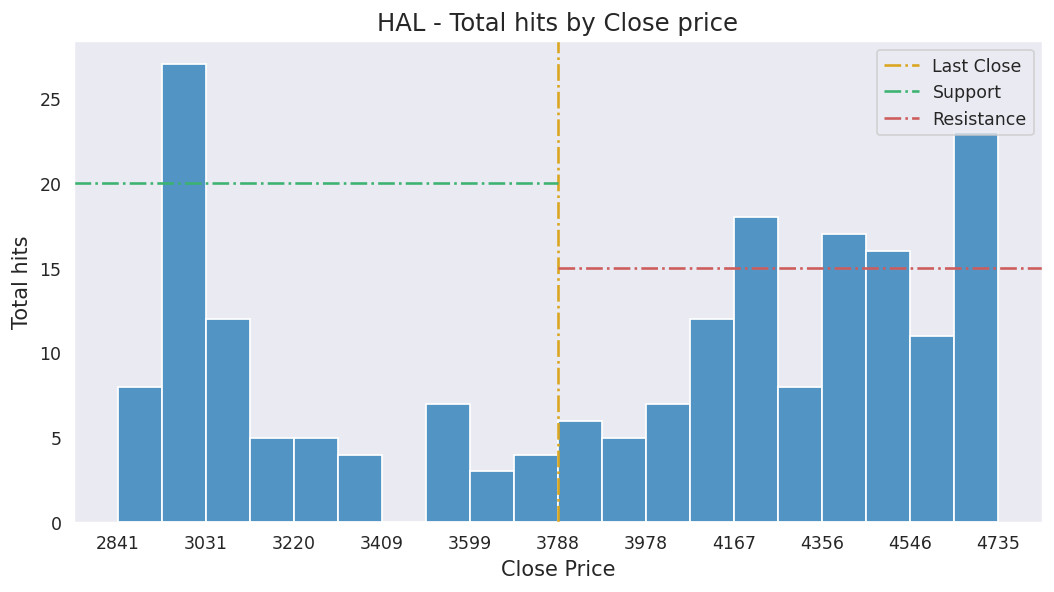 HAL - Total hits by Close price
Last Close
Support
Resistance
Total hits
25
20
15
10
5
0
2841 3031 3220 3409 3599 3788 3978 4167 4356 4546 4735
Close Price